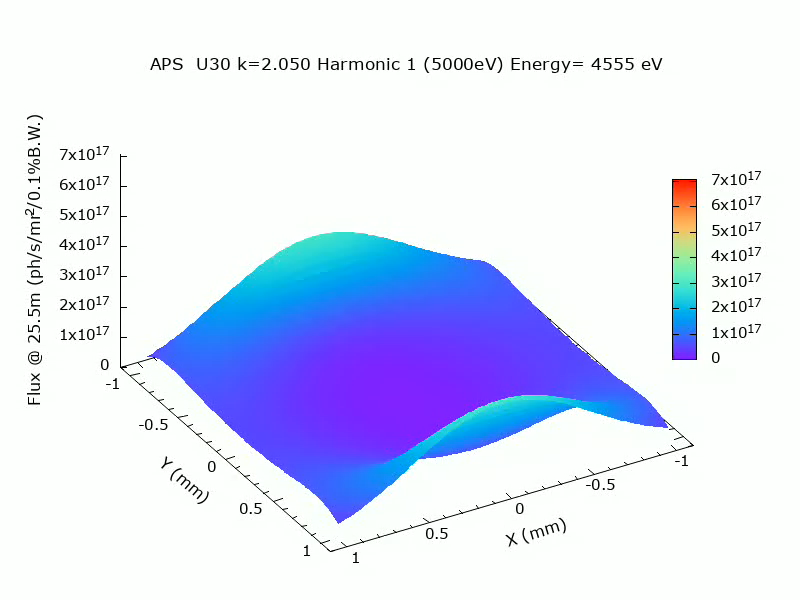 APS  U30 k=2.050 Harmonic 1 (5000eV) Energy= 4555 eV
Flux @ 25.5m (ph/s/mr²/0.1%B.W.)
7x10¹⁷
6x10¹⁷
5x10¹⁷
4x10¹⁷
3x10¹⁷
2x10¹⁷
1x10¹⁷
0
7x10¹⁷
6x10¹⁷
5x10¹⁷
4x10¹⁷
3x10¹⁷
2x10¹⁷
1x10¹⁷
0
-1
-0.5
0
0.5
1
Y (mm)
1
0.5
0
-0.5
-1
X (mm)